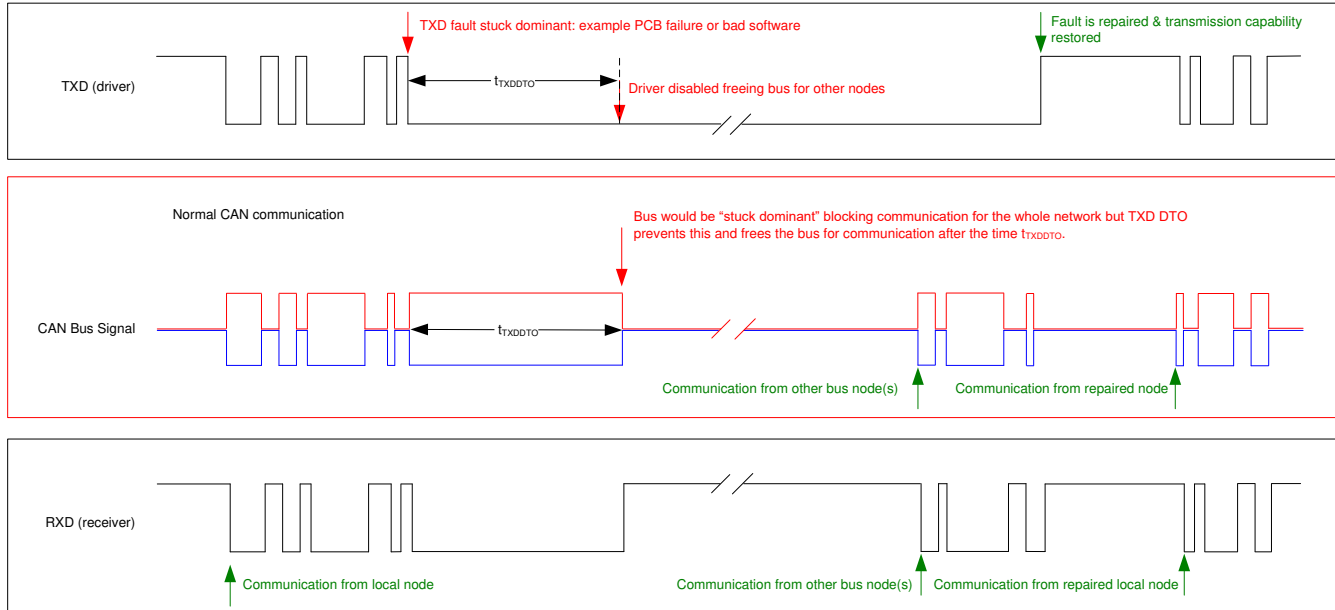 TXD fault stuck dominant: example PCB failure or bad software
Fault is repaired & transmission capability
restored
TXD (driver)
tTXDDTO
Driver disabled freeing bus for other nodes
Normal CAN communication
Bus would be “stuck dominant” blocking communication for the whole network but TXD DTO
prevents this and frees the bus for communication after the time tTXDDTO.
CAN Bus Signal
tTXDDTO
Communication from other bus node(s)
Communication from repaired node
RXD (receiver)
Communication from local node
Communication from other bus node(s)
Communication from repaired local node